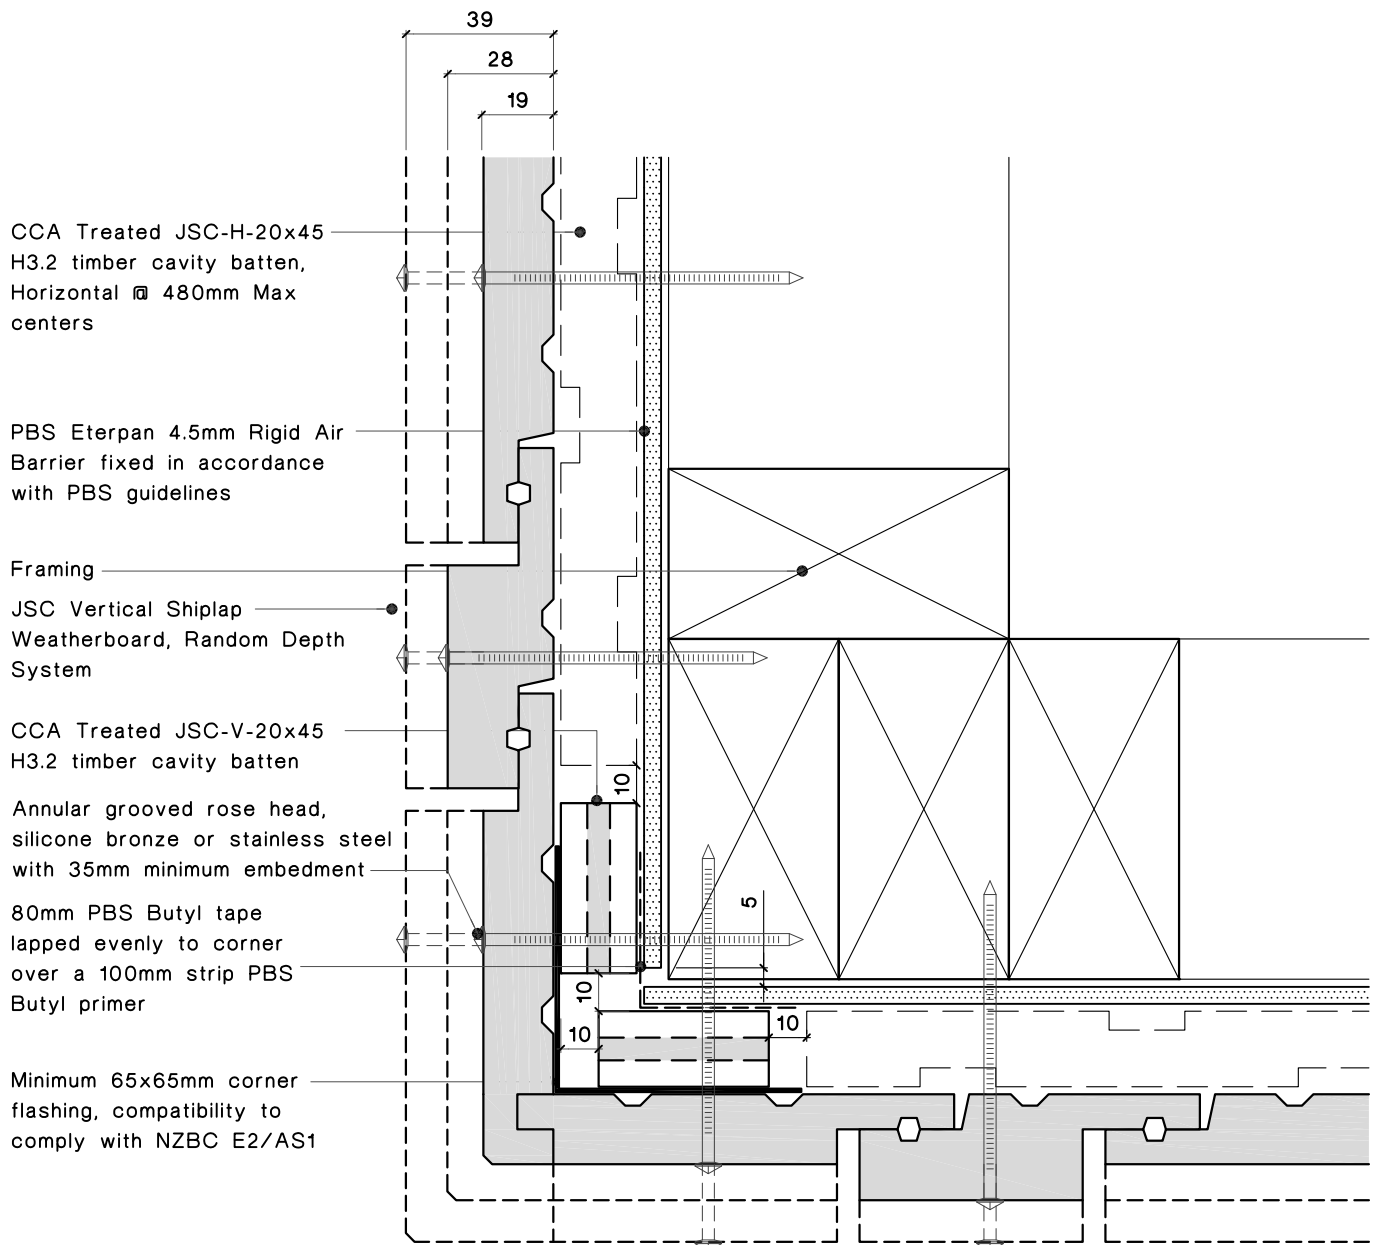 39
28
19
CCA Treated JSC-H-20x45
H3.2 timber cavity batten,
Horizontal @ 480mm Max
centers
PBS Eterpan 4.5mm Rigid Air
Barrier fixed in accordance
with PBS guidelines
Framing
JSC Vertical Shiplap
Weatherboard, Random Depth
System
CCA Treated JSC-V-20x45
H3.2 timber cavity batten
10
Annular grooved rose head,
silicone bronze or stainless steel
with 35mm minimum embedment
5
80mm PBS Butyl tape
lapped evenly to corner
over a 100mm strip PBS
Butyl primer
10
10
10
Minimum 65x65mm corner
flashing, compatibility to
comply with NZBC E2/AS1